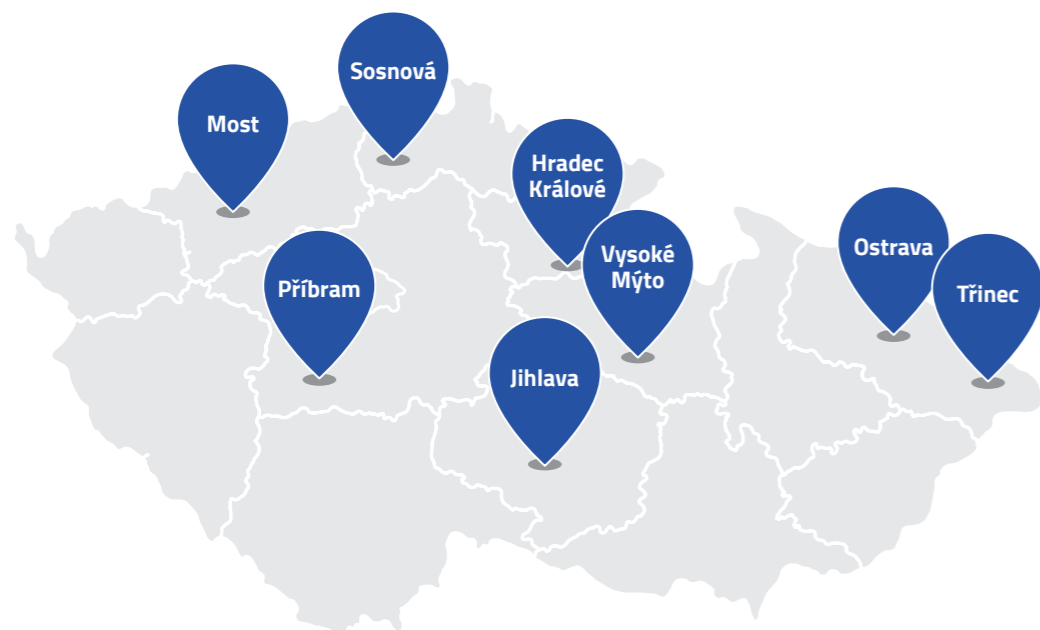 Sosnová
Most
Hradec
Králové
Vysoké
Mýto
Ostrava
Příbram
Třinec
Jihlava